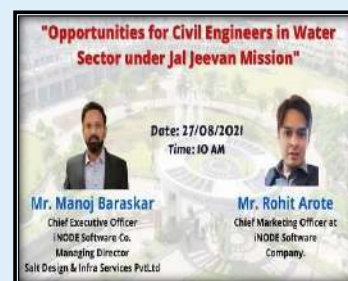 "Opportunities for Civil Engineers in Water
Sector under Jal Jeevan Mission"
Date: 27/08/2021
Time: 10 AM
Mr. Manoj Baraskar
Chief Executive Officer
iNODE Software Co.
Managing Director
Salt Design & Infra Services Pvt.Ltd
Mr. Rohit Arote
Chief Marketing Officer at
iNODE Software
Company.